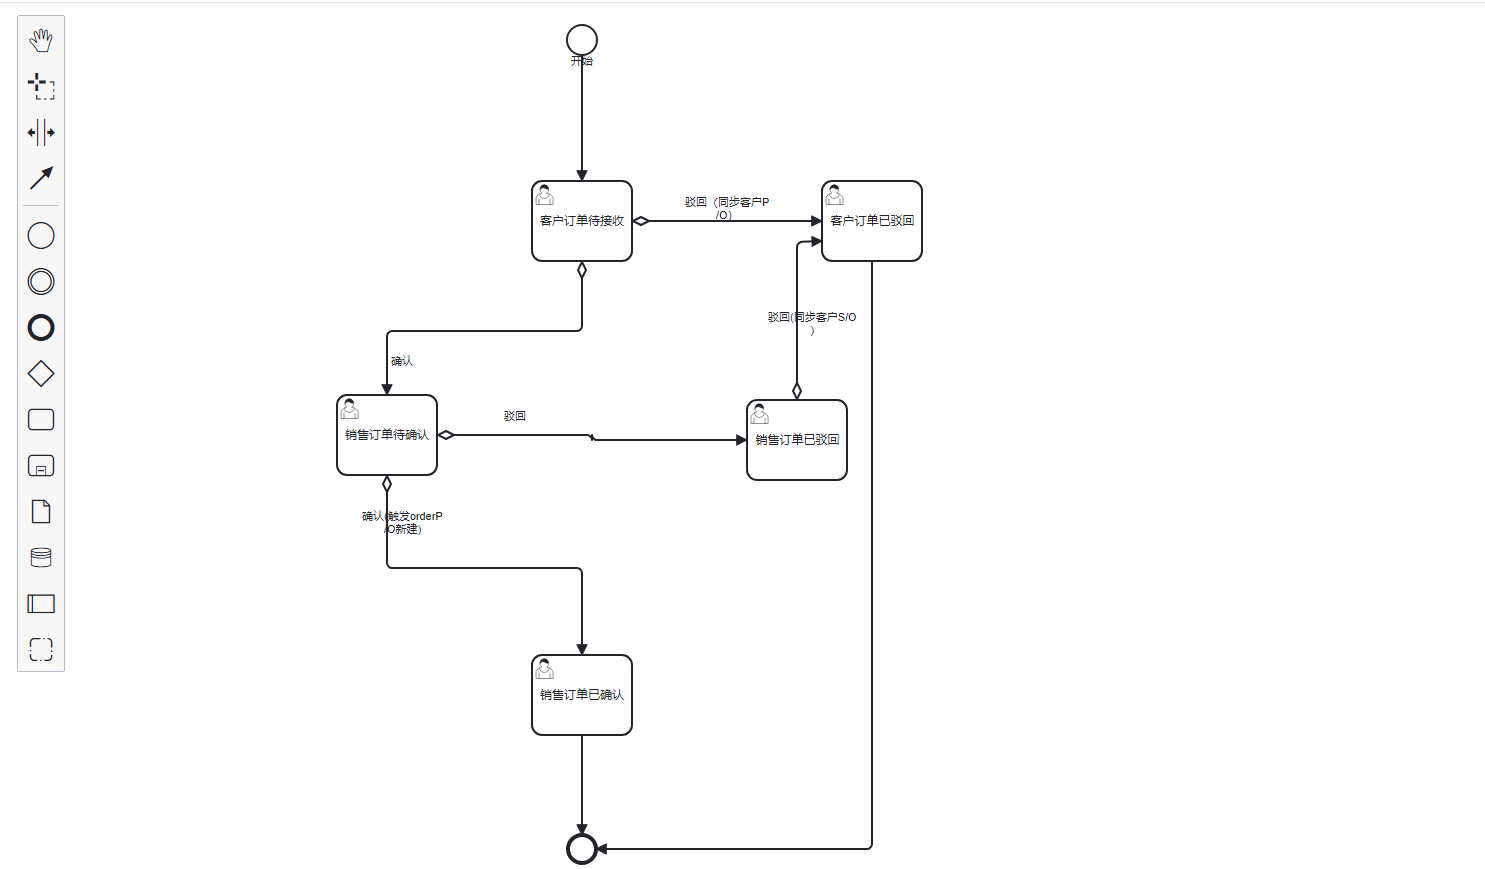 开始
驳回（同步客户P
/O）
客户订单待接收
客户订单已驳回
驳回(同步客户S/O
)
确认
驳回
销售订单待确认
销售订单已驳回
确认(触发orderP
/O新建)
销售订单已确认